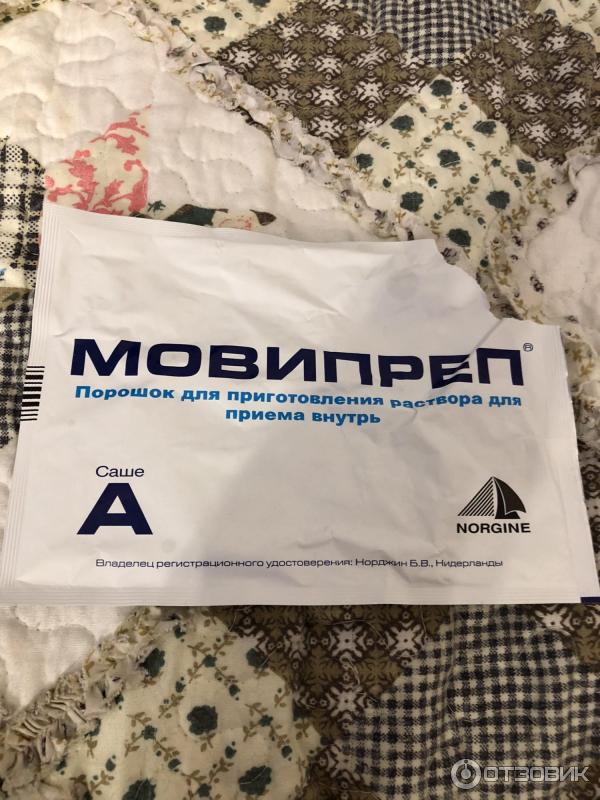 МОВИПРЕП®
Порошок для приготовления раствора для
приема внутрь
Саше
А
NORGINE
Владелец регистрационного удостоверения: Норджин Б.В., Нидерланды
ОТЗОВИК